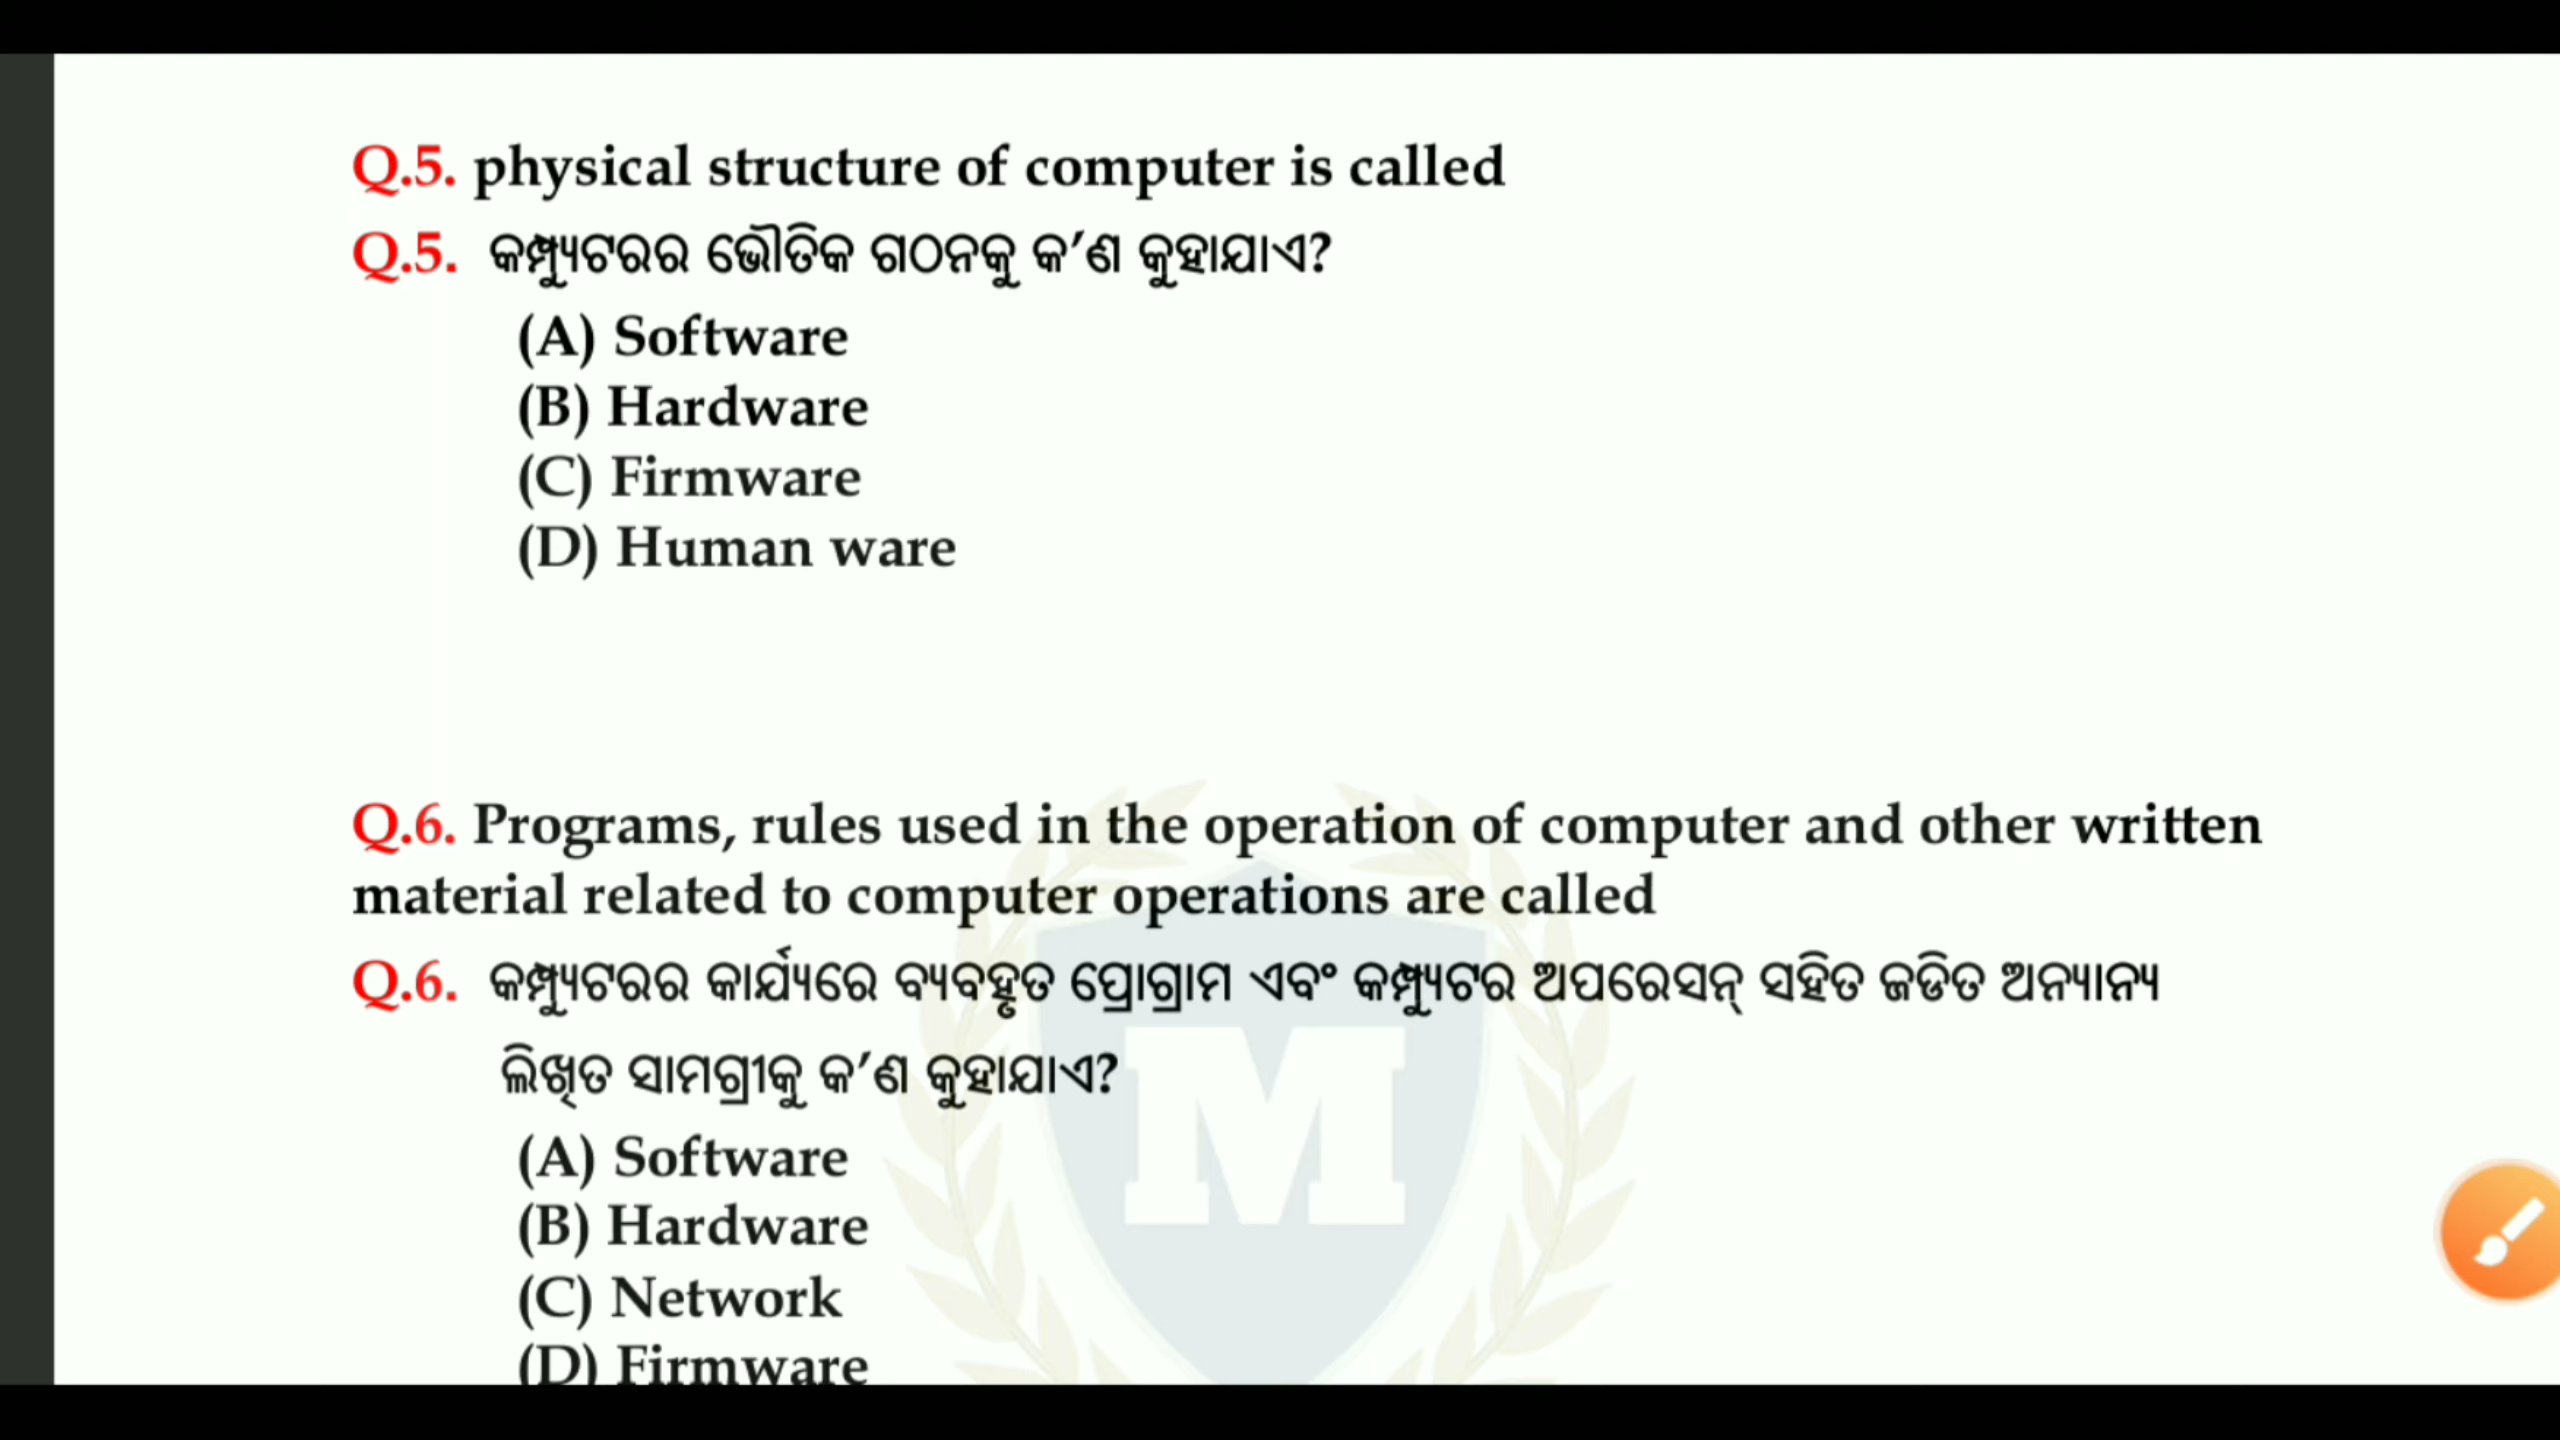 Q.5. physical structure of computer is called
Q.5. କମ୍ପ୍ୟୁଟରର ଭୌତିକ ଗଠନକୁ କ’ଣ କୁହାଯାଏ?
(A) Software
(B) Hardware
(C) Firmware
(D) Human ware
Q.6. Programs, rules used in the operation of computer and other written
material related to computer operations are called
Q.6. କମ୍ପ୍ୟୁଟରର କାର୍ଯ୍ୟରେ ବ୍ୟବହୃତ ପ୍ରୋଗ୍ରାମ ଏବଂ କମ୍ପ୍ୟୁଟର ଅପରେସନ୍ ସହିତ ଜଡିତ ଅନ୍ୟାନ୍ୟ
ଲିଖିତ ସାମଗ୍ରୀକୁ କ’ଣ କୁହାଯାଏ?
M
(A) Software
(B) Hardware
(C) Network
(D) Firmware